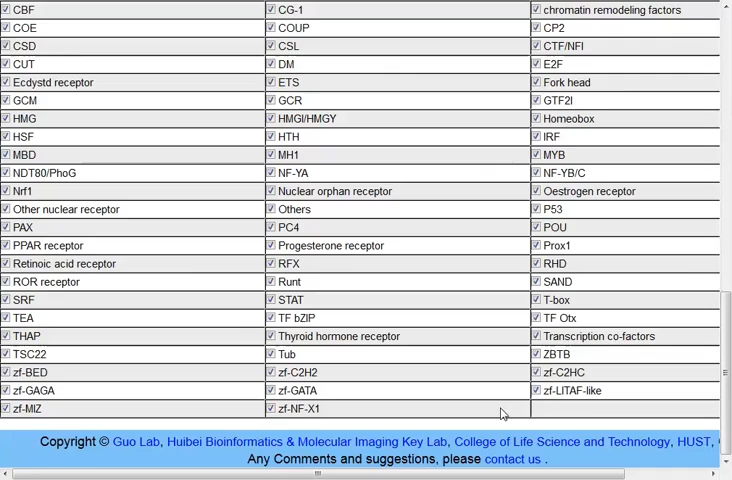 CBF CG-1 chromatin remodeling factors
COE COUP CP2
CSD CSL CTF/NFI
CUT DM E2F
Ecdystd receptor ETS Fork head
GCM GCR GTF2I
HMG HMGI/HMGY Homeobox
HSF HTH IRF
MBD MH1 MYB
NDT80/PhoG NF-YA NF-YB/C
Nrf1 Nuclear orphan receptor Oestrogen receptor
Other nuclear receptor Others P53
PAX PC4 POU
PPAR receptor Progesterone receptor Prox1
Retinoic acid receptor RFX RHD
ROR receptor Runt SAND
SRF STAT T-box
TEA TF bZIP TF Otx
THAP Thyroid hormone receptor Transcription co-factors
TSC22 Tub ZBTB
zf-BED zf-C2H2 zf-C2HC
zf-GAGA zf-GATA zf-LITAF-like
zf-MIZ zf-NF-X1
Copyright © Guo Lab, Huibei Bioinformatics & Molecular Imaging Key Lab, College of Life Science and Technology, HUST,
Any Comments and suggestions, please contact us .